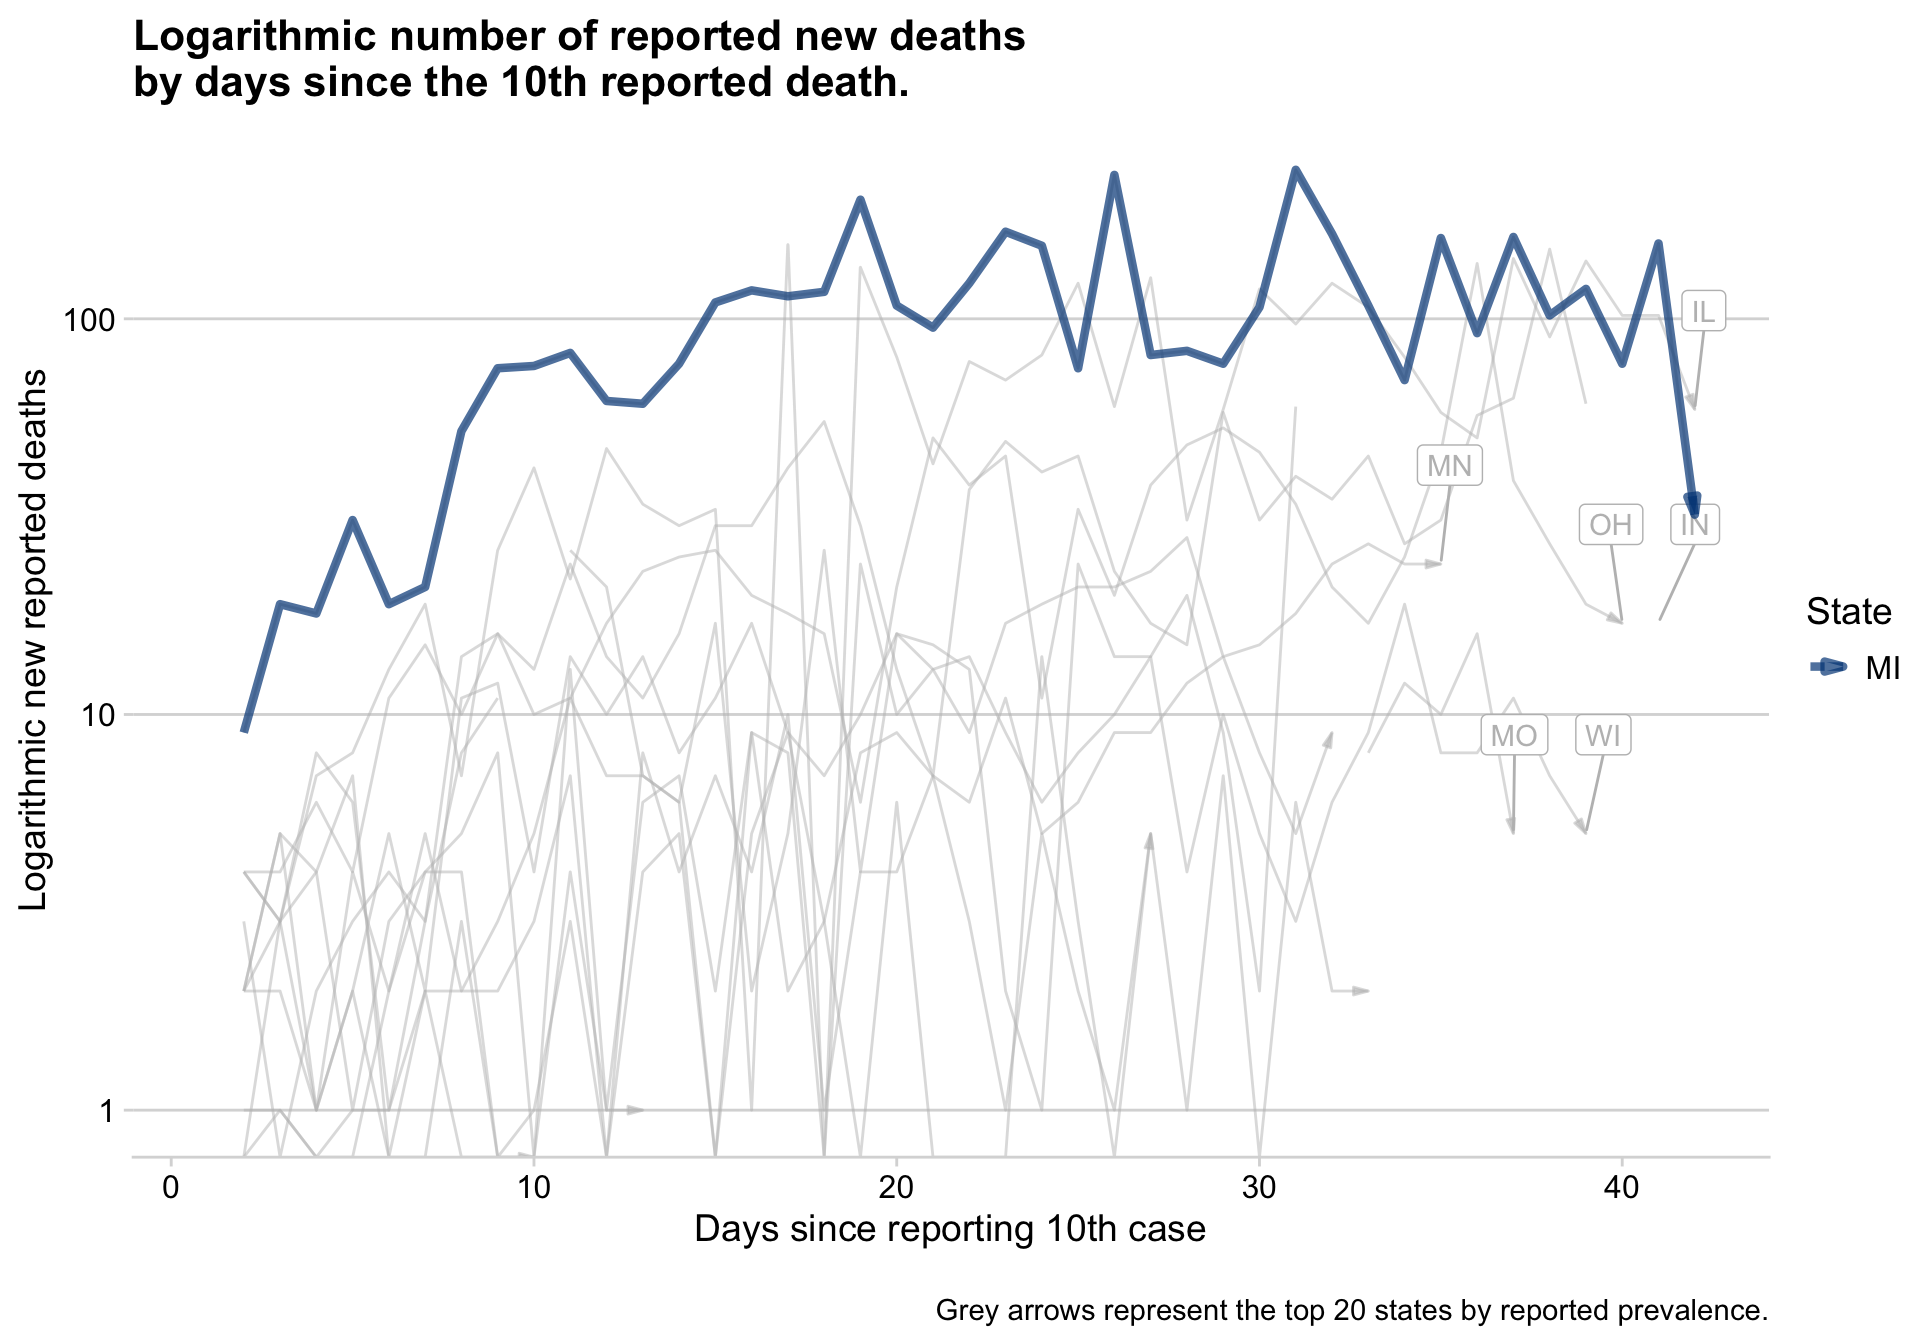 Logarithmic number of reported new deaths
by days since the 10th reported death.
Logarithmic new reported deaths
100
10
1
IL
MN
OH
IN
MO
WI
State
MI
0
10
20
30
40
Days since reporting 10th case
Grey arrows represent the top 20 states by reported prevalence.